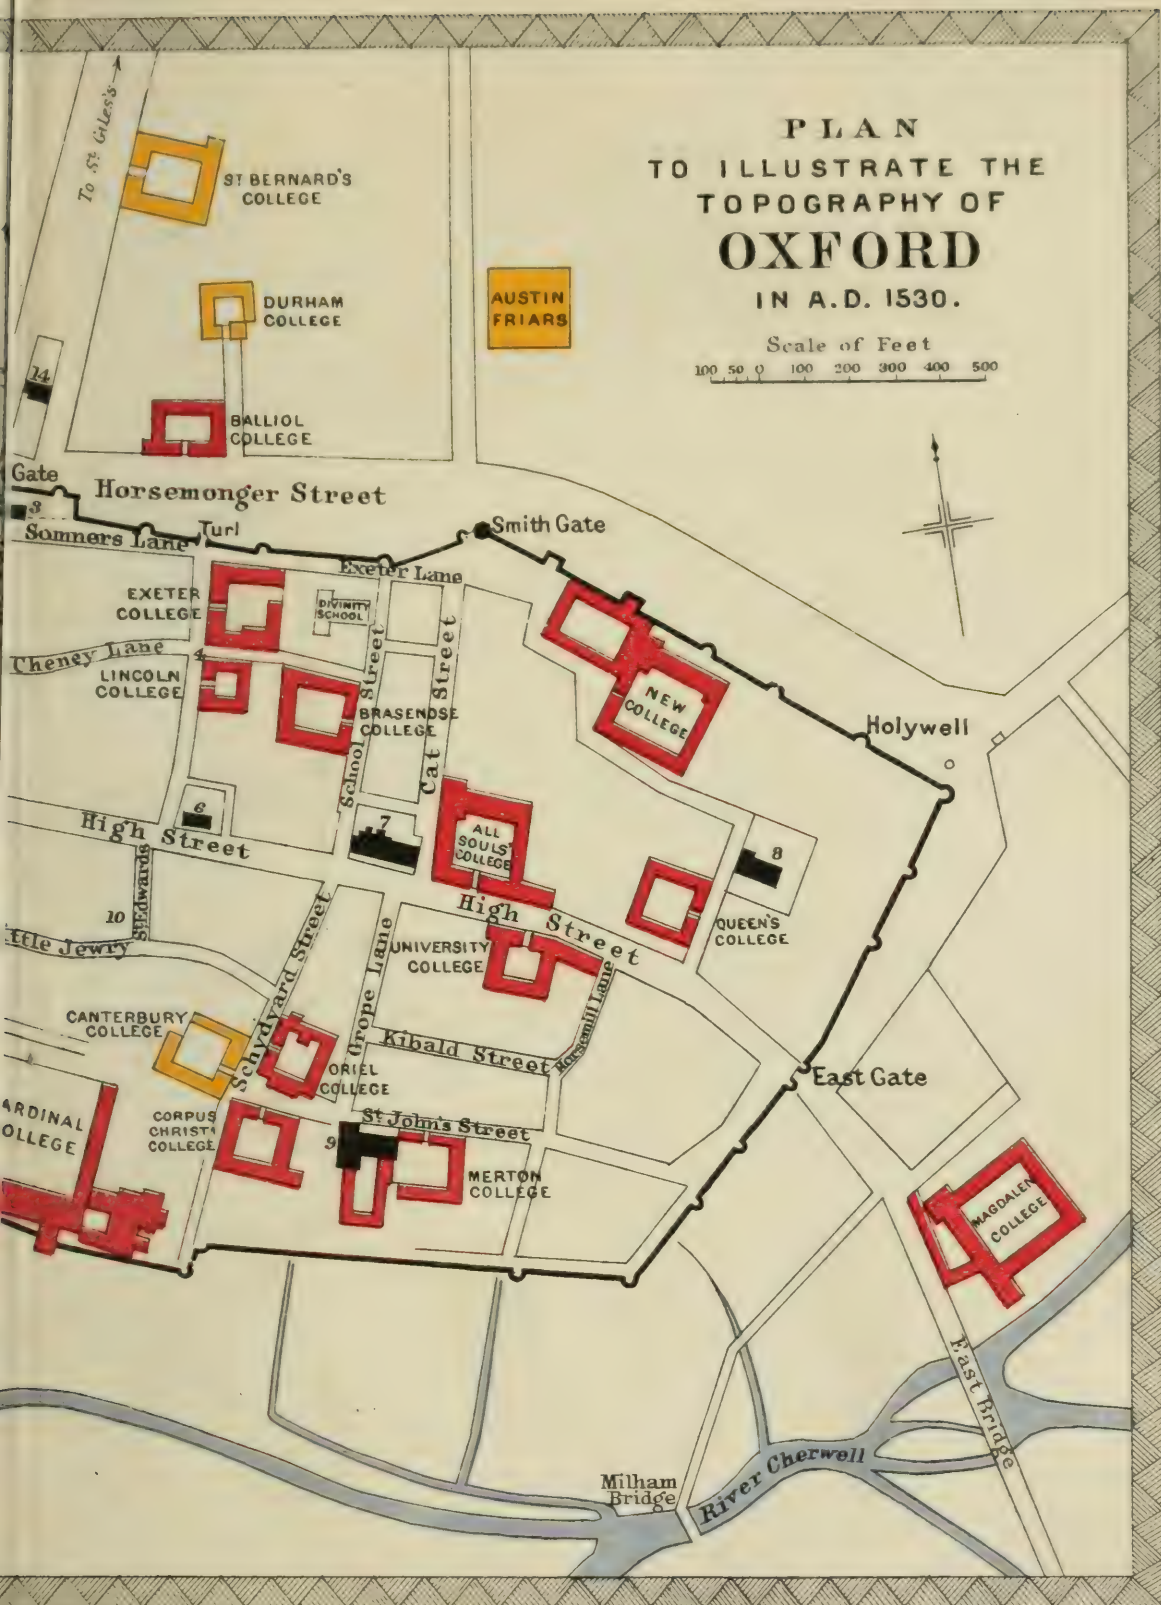 PLAN
TO ILLUSTRATE THE
TOPOGRAPHY OF
OXFORD
IN A.D. 1530.
Scale of Feet
100 50 0 100 200 300 400 500
To St. Giles's
ST BERNARD'S
COLLEGE
DURHAM
COLLEGE
AUSTIN
FRIARS
14
BALLIOL
COLLEGE
Gate
Horsemonger Street
3
Somners Lane
Turl
Smith Gate
Exeter Lane
EXETER
COLLEGE
DIVINITY
SCHOOL
Cheney Lane
4
LINCOLN
COLLEGE
BRASENOSE
COLLEGE
School Street
Cat Street
NEW
COLLEGE
Holywell
6
7
High Street
ALL
SOULS'
COLLEGE
8
St Edwards
10
High Street
QUEEN'S
COLLEGE
ttle Jewry
UNIVERSITY
COLLEGE
Schydyard Street
Grope Lane
Horsemill Lane
CANTERBURY
COLLEGE
Kibald Street
ORIEL
COLLEGE
East Gate
ARDINAL
OLLEGE
CORPUS
CHRISTI
COLLEGE
St John's Street
9
MERTON
COLLEGE
MAGDALEN
COLLEGE
East Bridge
Milham
Bridge
River Cherwell